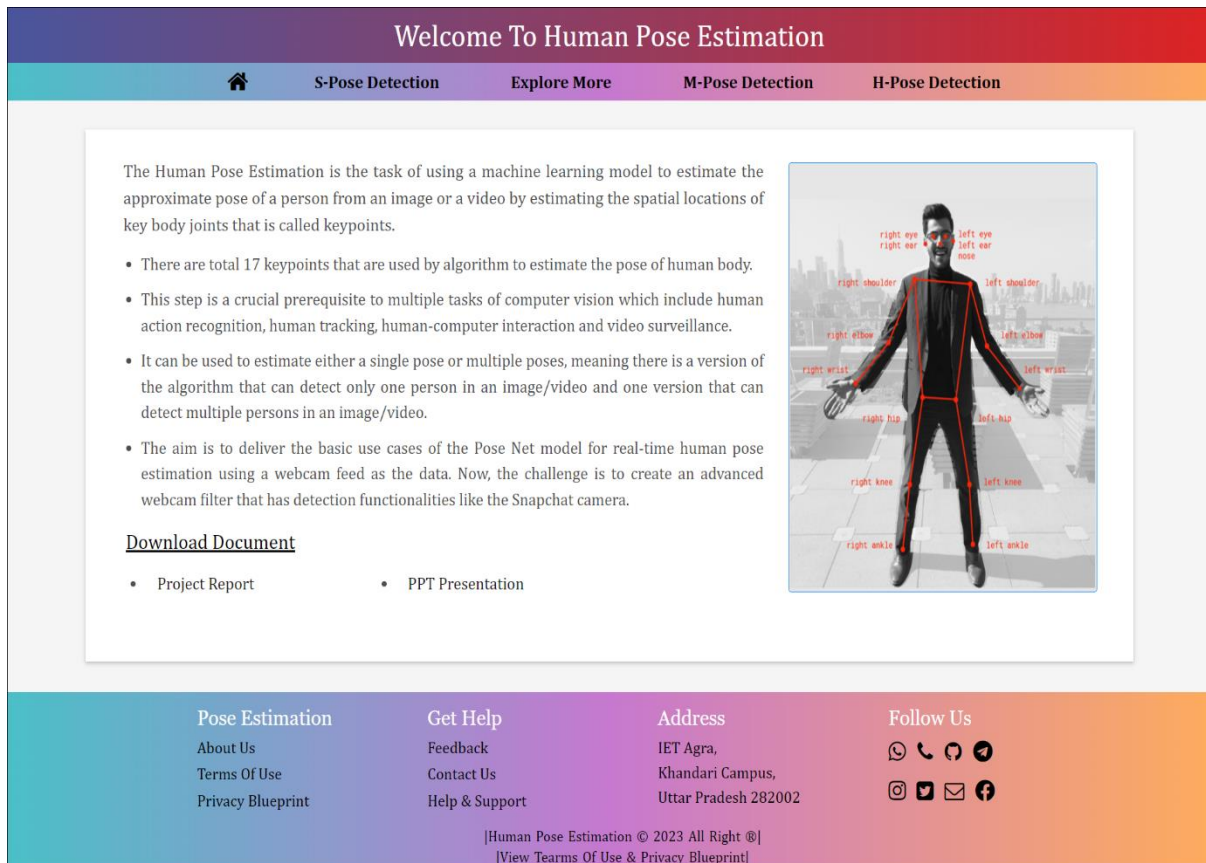 Welcome To Human Pose Estimation
S-Pose Detection
Explore More
M-Pose Detection
H-Pose Detection
The Human Pose Estimation is the task of using a machine learning model to estimate the
approximate pose of a person from an image or a video by estimating the spatial locations of
key body joints that is called keypoints.
• There are total 17 keypoints that are used by algorithm to estimate the pose of human body.
• This step is a crucial prerequisite to multiple tasks of computer vision which include human
action recognition, human tracking, human-computer interaction and video surveillance.
• It can be used to estimate either a single pose or multiple poses, meaning there is a version of
the algorithm that can detect only one person in an image/video and one version that can
detect multiple persons in an image/video.
• The aim is to deliver the basic use cases of the Pose Net model for real-time human pose
estimation using a webcam feed as the data. Now, the challenge is to create an advanced
webcam filter that has detection functionalities like the Snapchat camera.
Download Document
• Project Report
• PPT Presentation
right eye
left eye
right ear
left ear
nose
right shoulder
left shoulder
right elbow
left elbow
right wrist
left wrist
right hip
left hip
right knee
left knee
right ankle
left ankle
Pose Estimation
About Us
Terms Of Use
Privacy Blueprint
Get Help
Feedback
Contact Us
Help & Support
Address
IET Agra,
Khandari Campus,
Uttar Pradesh 282002
Follow Us
|Human Pose Estimation © 2023 All Right ®|
|View Tearms Of Use & Privacy Blueprint|